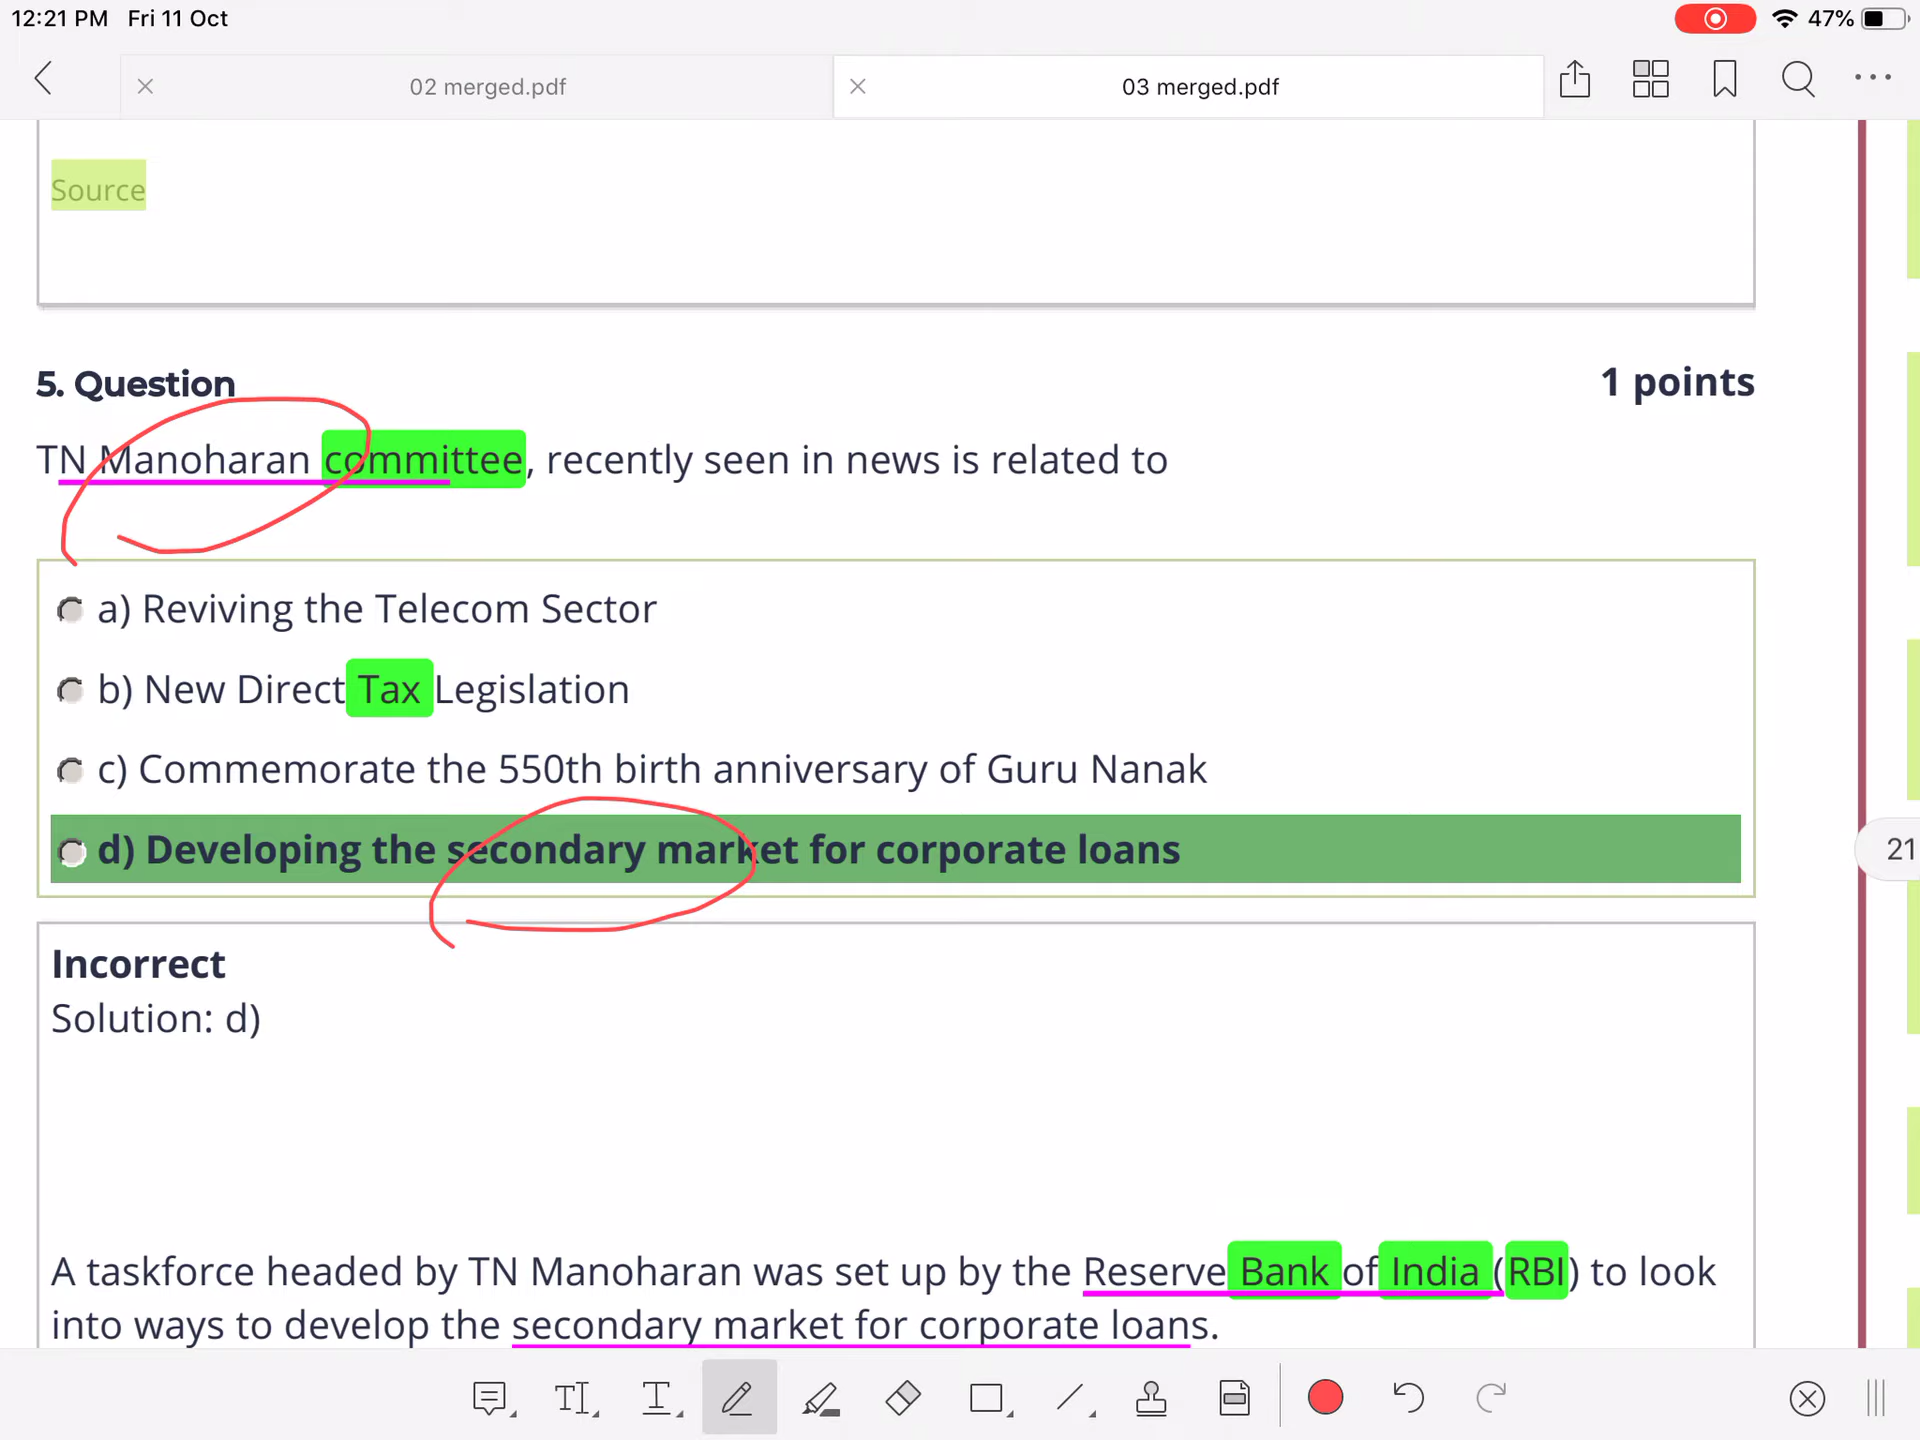 12:21 PM Fri 11 Oct
47%
02 merged.pdf
03 merged.pdf
Source
5. Question
1 points
TN Manoharan committee, recently seen in news is related to
a) Reviving the Telecom Sector
b) New Direct Tax Legislation
c) Commemorate the 550th birth anniversary of Guru Nanak
d) Developing the secondary market for corporate loans
21
Incorrect
Solution: d)
A taskforce headed by TN Manoharan was set up by the Reserve Bank of India (RBI) to look
into ways to develop the secondary market for corporate loans.